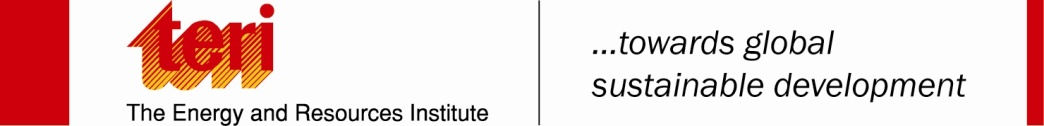 teri
The Energy and Resources Institute
...towards global
sustainable development